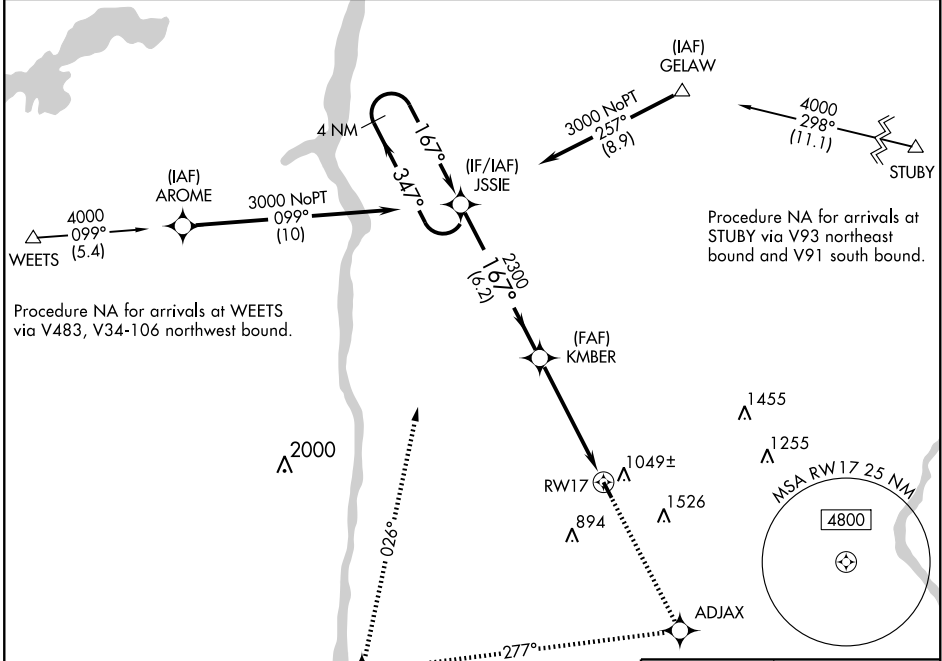 (IAF)
GELAW
4000
298°
(11.1)
STUBY
3000 NoPT
257°
(8.9)
4 NM
167°
347°
(IF/IAF)
JSSIE
(IAF)
AROME
3000 NoPT
099°
(10)
4000
099°
(5.4)
WEETS
Procedure NA for arrivals at
STUBY via V93 northeast
bound and V91 south bound.
Procedure NA for arrivals at WEETS
via V483, V34-106 northwest bound.
2300
167°
(6.2)
(FAF)
KMBER
1455
1255
2000
1049±
RW17
1526
894
MSA RW17 25 NM
4800
026°
ADJAX
277°